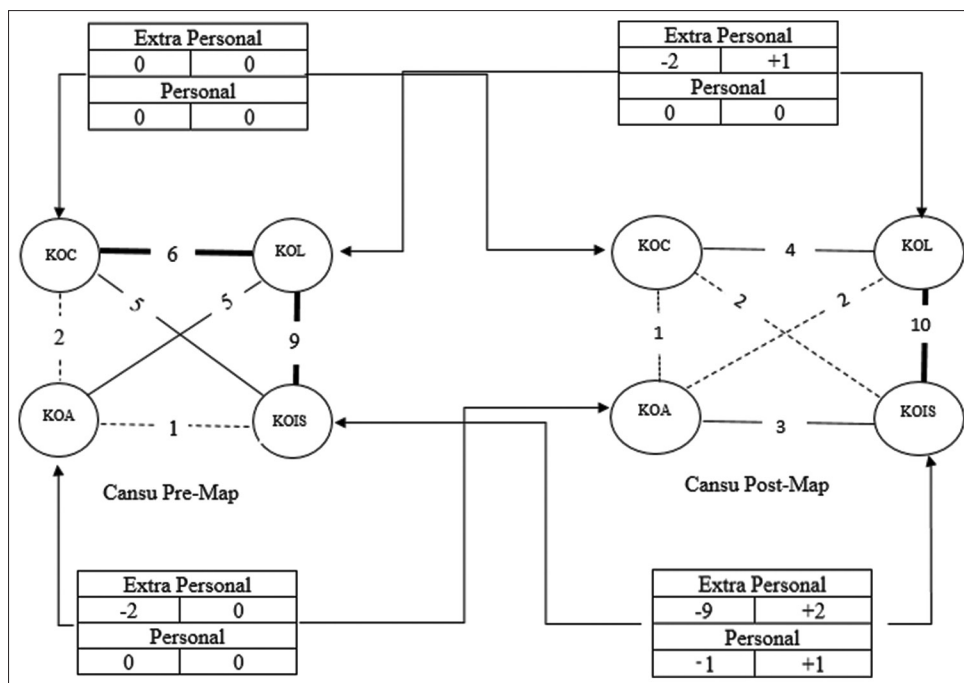 Extra Personal
0 0
Personal
0 0
Extra Personal
-2 +1
Personal
0 0
KOC 6 KOL
5 5
2 9
KOA 1 KOIS
Cansu Pre-Map
KOC 4 KOL
2 2
1 10
KOA 3 KOIS
Cansu Post-Map
Extra Personal
-2 0
Personal
0 0
Extra Personal
-9 +2
Personal
-1 +1